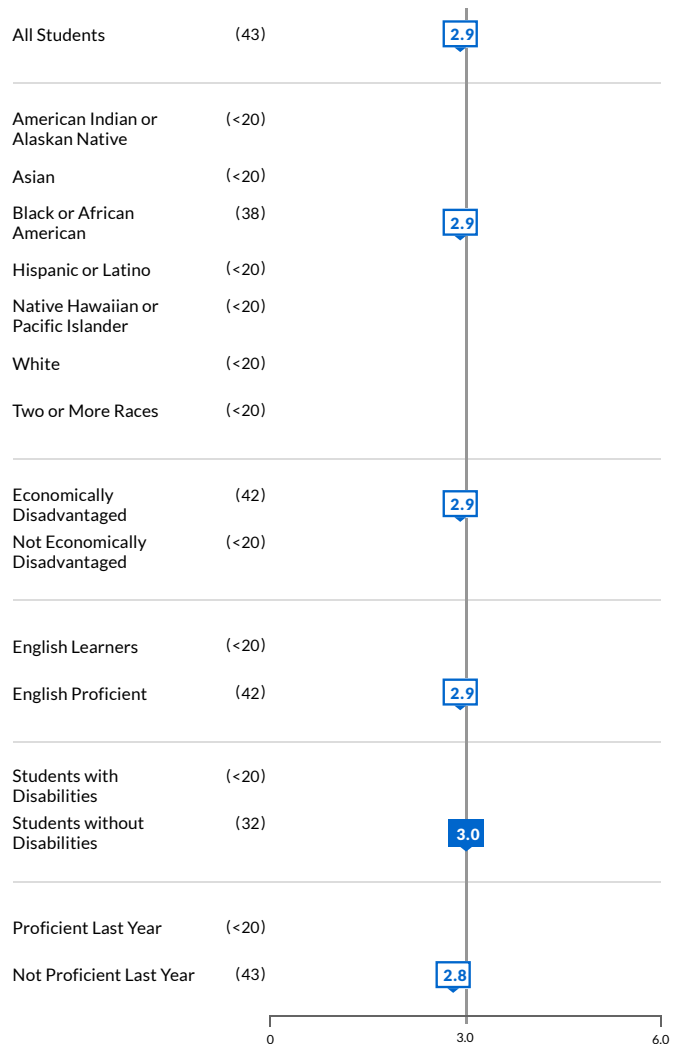 All Students (43) 2.9
American Indian or (<20)
Alaskan Native
Asian (<20)
Black or African (38) 2.9
American
Hispanic or Latino (<20)
Native Hawaiian or (<20)
Pacific Islander
White (<20)
Two or More Races (<20)
Economically (42) 2.9
Disadvantaged
Not Economically (<20)
Disadvantaged
English Learners (<20)
English Proficient (42) 2.9
Students with (<20)
Disabilities
Students without (32) 3.0
Disabilities
Proficient Last Year (<20)
Not Proficient Last Year (43) 2.8
0 3.0 6.0